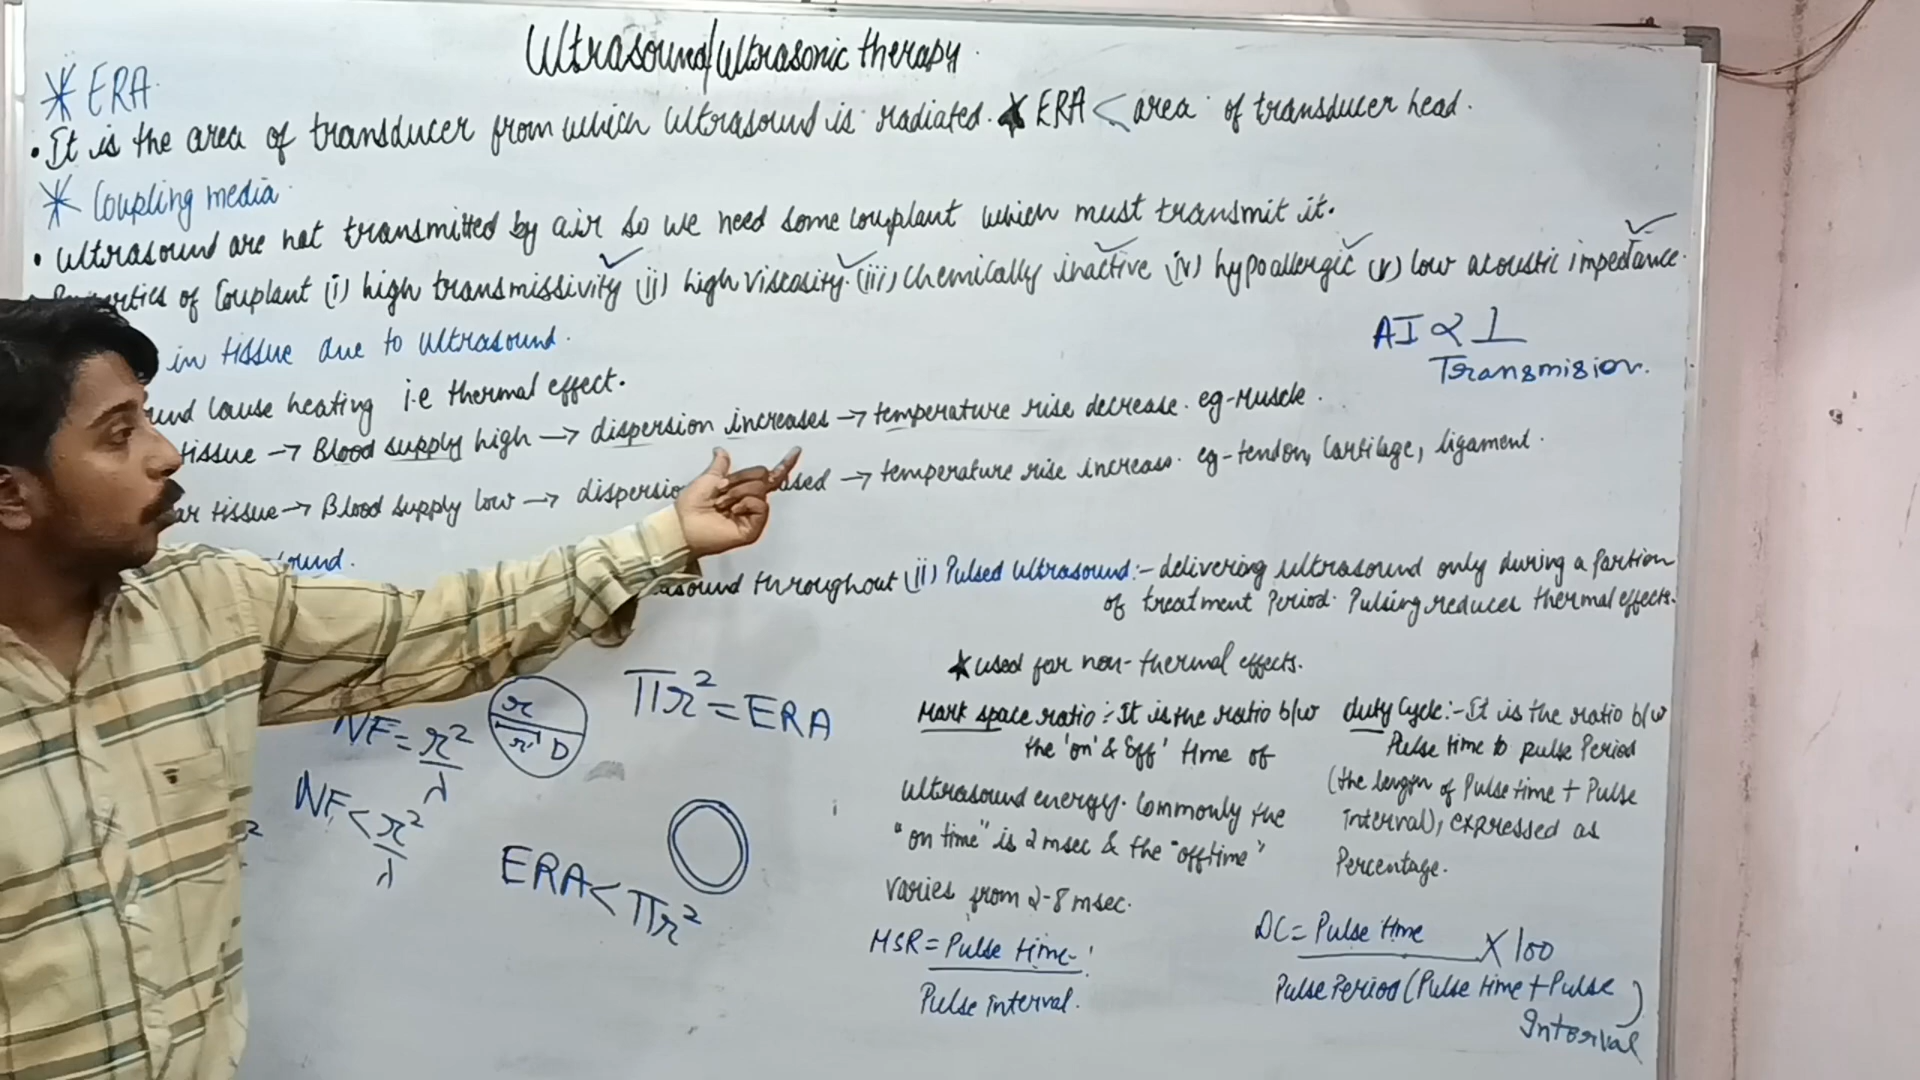 Ultrasound/ultrasonic therapy.
* ERA
• It is the area of transducer from which ultrasound is radiated. ★ ERA < area of transducer head.
* Coupling media
• Ultrasound are not transmitted by air so we need some couplant which must transmit it.
of Couplant (i) high transmissivity (ii) high viscosity. (iii) chemically inactive (iv) hypoallergic (v) low acoustic impedance.
AI ∝ 1
Transmision.
in tissue due to ultrasound.
cause heating i.e thermal effect.
tissue → Blood supply high → dispersion increases → temperature rise decrease. eg-Muscle.
tissue → Blood supply low → → temperature rise increase. eg-tendon, Cartilage, ligament.
throughout (ii) Pulsed Ultrasound:- delivering ultrasound only during a Partion
of treatment Period. Pulsing reduces thermal effects.
★ used for non-thermal effects.
NF = r²
λ
r
r D
πr² = ERA
NF < r²
λ
ERA < πr²
Mark space ratio:- It is the ratio b/w
the 'on' & 'off' time of
ultrasound energy. Commonly the
"on time" is 2 msec & the "offtime"
varies from 2-8 msec.
MSR = Pulse time
Pulse Interval.
duty Cycle:- It is the ratio b/w
Pulse time to pulse Period
(the length of Pulse time + Pulse
Interval), expressed as
Percentage.
DC = Pulse time X 100
Pulse Period (Pulse time + Pulse
Interval)